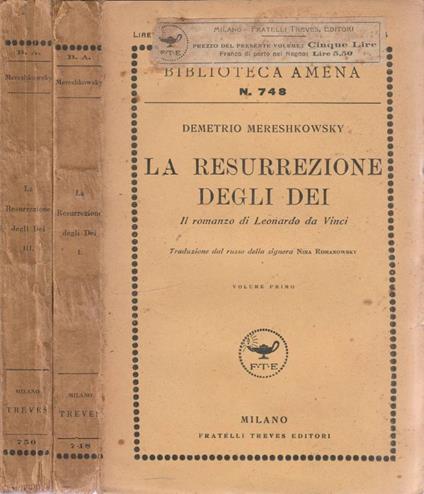 B. A.
Mereshkowsky
La
Resurrezione
degli Dei
III.
MILANO
TREVES
750
B. A.
Mereshkowsky
La
Resurrezione
degli Dei
I.
MILANO
TREVES
748
LIRE
MILANO - FRATELLI TREVES, EDITORI
PREZZO DEL PRESENTE VOLUME: Cinque Lire
Franco di porto nel Regno: Lire 5,50
F·T·E
BIBLIOTECA AMENA
N. 748
DEMETRIO MERESHKOWSKY
LA RESURREZIONE
DEGLI DEI
Il romanzo di Leonardo da Vinci
Traduzione dal russo della signora NINA ROMANOWSKY
VOLUME PRIMO
F·T·E
MILANO
FRATELLI TREVES EDITORI